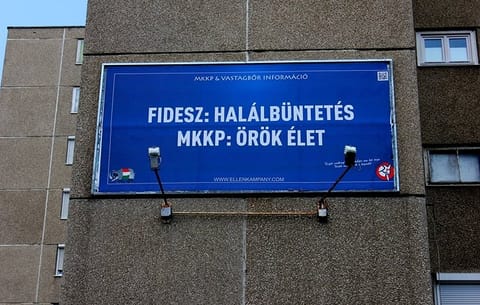 MKKP & VASTAGBŐR INFORMÁCIÓ
FIDESZ: HALÁLBÜNTETÉS
MKKP: ÖRÖK ÉLET
WWW.ELLENKAMPANY.COM